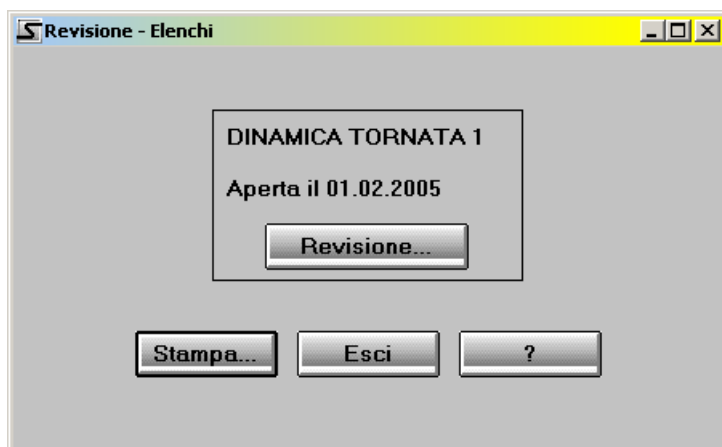 Revisione - Elenchi
DINAMICA TORNATA 1
Aperta il 01.02.2005
Revisione...
Stampa... Esci ?